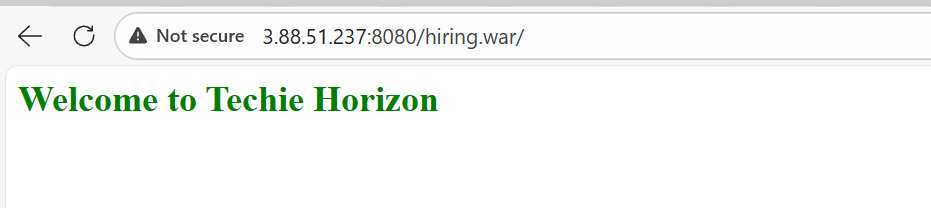 Not secure 3.88.51.237:8080/hiring.war/
Welcome to Techie Horizon